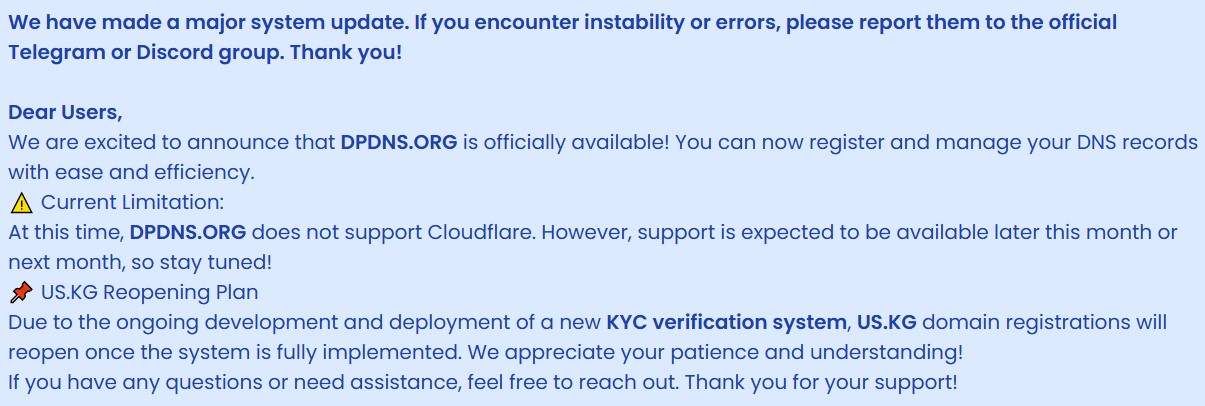 We have made a major system update. If you encounter instability or errors, please report them to the official
Telegram or Discord group. Thank you!
Dear Users,
We are excited to announce that DPDNS.ORG is officially available! You can now register and manage your DNS records
with ease and efficiency.
⚠️ Current Limitation:
At this time, DPDNS.ORG does not support Cloudflare. However, support is expected to be available later this month or
next month, so stay tuned!
📌 US.KG Reopening Plan
Due to the ongoing development and deployment of a new KYC verification system, US.KG domain registrations will
reopen once the system is fully implemented. We appreciate your patience and understanding!
If you have any questions or need assistance, feel free to reach out. Thank you for your support!